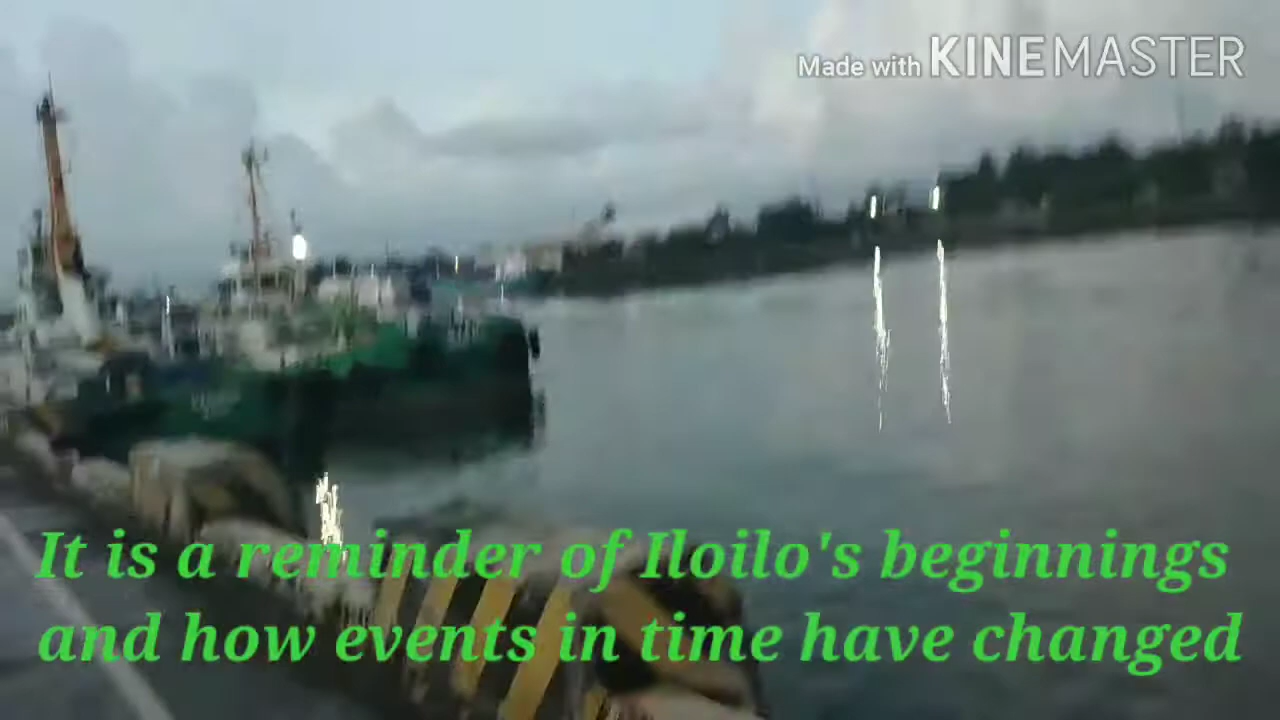 Made with KINEMASTER
It is a reminder of Iloilo's beginnings
and how events in time have changed